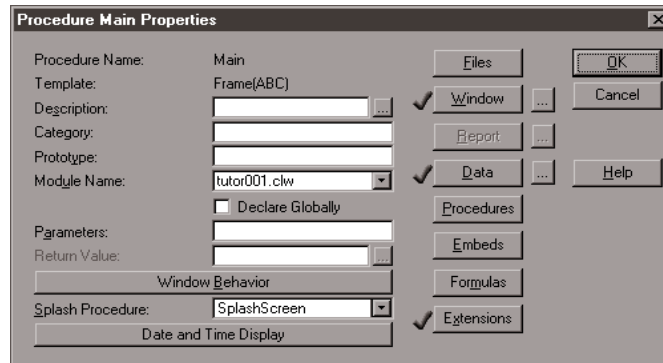 Procedure Main Properties
Procedure Name: Main
Template: Frame(ABC)
Description: ...
Category:
Prototype:
Module Name: tutor001.clw
Declare Globally
Parameters:
Return Value: ...
Window Behavior
Splash Procedure: SplashScreen
Date and Time Display
Files
Window ...
Report ...
Data ...
Procedures
Embeds
Formulas
Extensions
OK
Cancel
Help